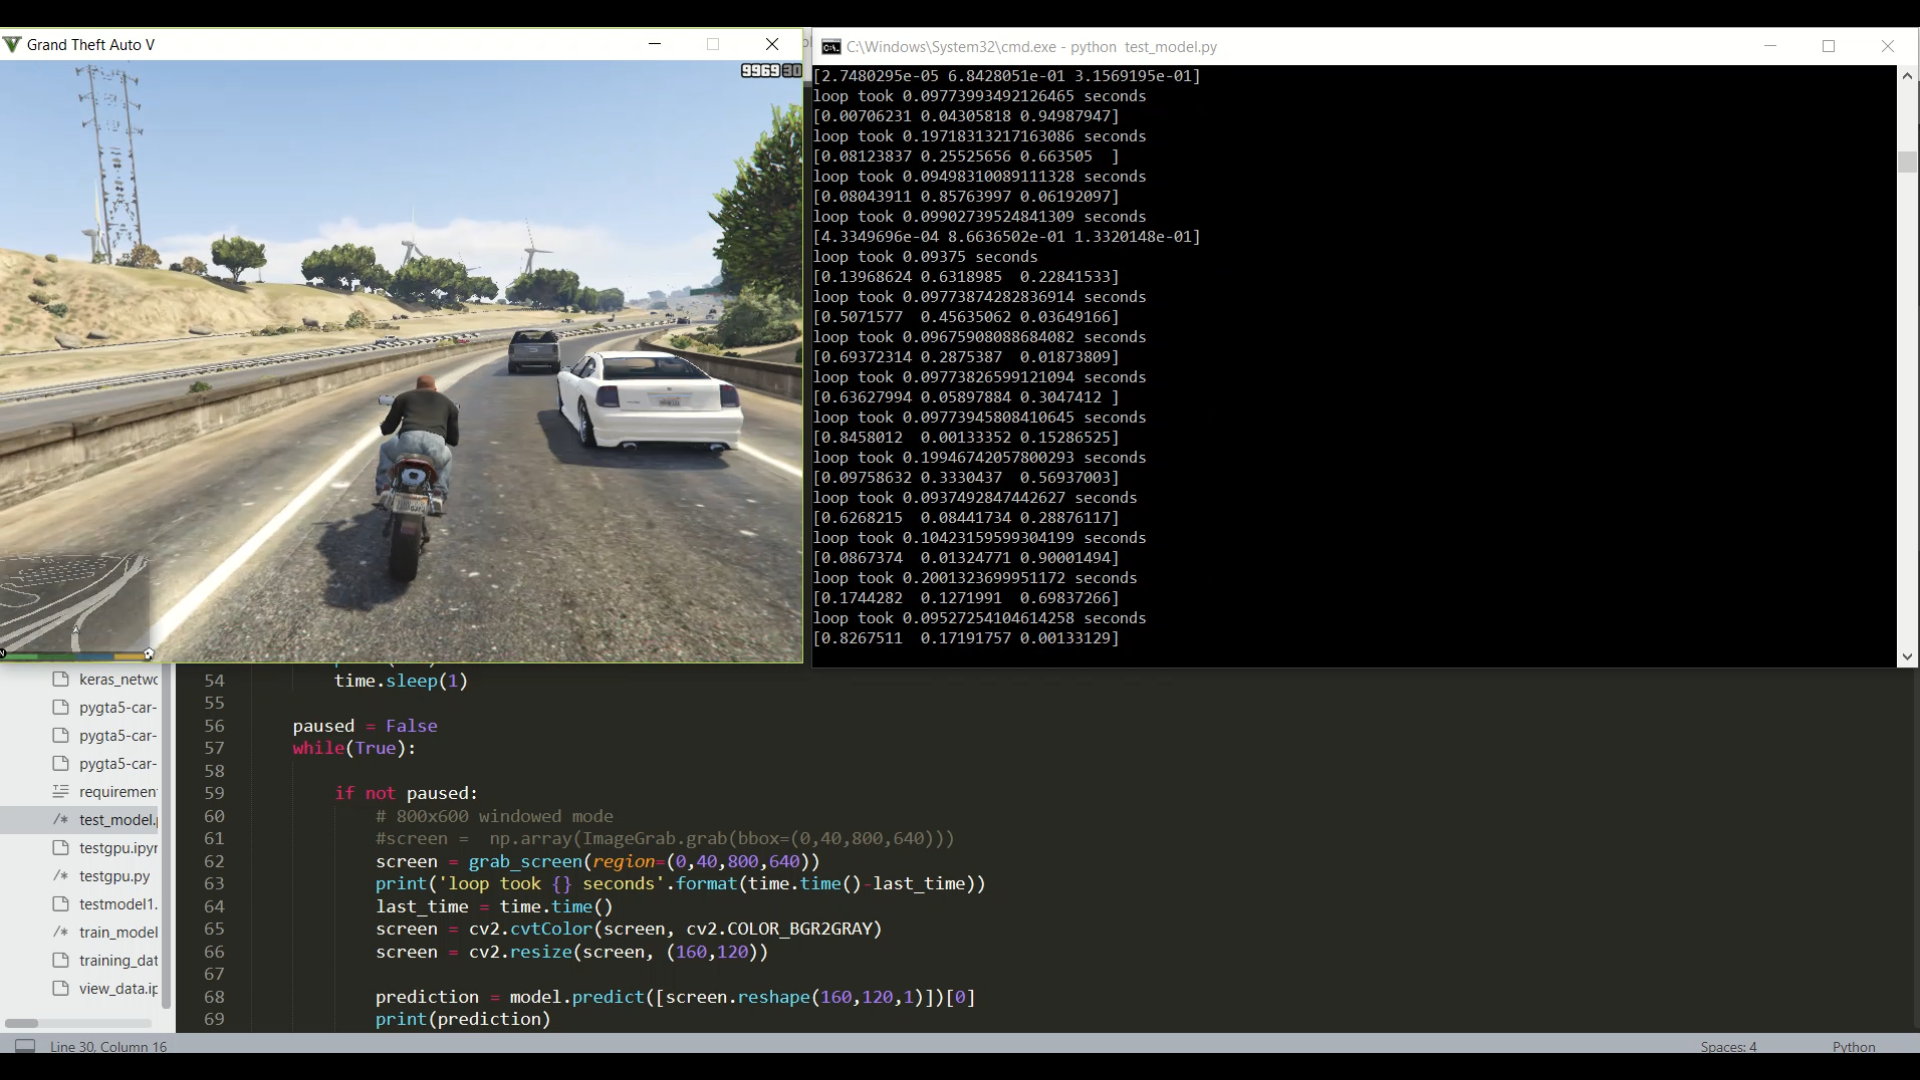 Grand Theft Auto V
9969 30
C:\Windows\System32\cmd.exe - python  test_model.py
[2.7480295e-05 6.8428051e-01 3.1569195e-01]
loop took 0.09773993492126465 seconds
[0.00706231 0.04305818 0.94987947]
loop took 0.19718313217163086 seconds
[0.08123837 0.25525656 0.663505  ]
loop took 0.09498310089111328 seconds
[0.08043911 0.85763997 0.06192097]
loop took 0.09902739524841309 seconds
[4.3349696e-04 8.6636502e-01 1.3320148e-01]
loop took 0.09375 seconds
[0.13968624 0.6318985  0.22841533]
loop took 0.09773874282836914 seconds
[0.5071577  0.45635062 0.03649166]
loop took 0.09675908088684082 seconds
[0.69372314 0.2875387  0.01873809]
loop took 0.09773826599121094 seconds
[0.63627994 0.05897884 0.3047412 ]
loop took 0.09773945808410645 seconds
[0.8458012  0.00133352 0.15286525]
loop took 0.19946742057800293 seconds
[0.09758632 0.3330437  0.56937003]
loop took 0.0937492847442627 seconds
[0.6268215  0.08441734 0.28876117]
loop took 0.10423159599304199 seconds
[0.0867374  0.01324771 0.90001494]
loop took 0.2001323699951172 seconds
[0.1744282  0.1271991  0.69837266]
loop took 0.09527254104614258 seconds
[0.8267511  0.17191757 0.00133129]
keras_netwo
pygta5-car-
pygta5-car-
pygta5-car-
requiremen
test_model.p
testgpu.ipyn
testgpu.py
testmodel1.
train_model
training_dat
view_data.ip
54 time.sleep(1)
55
56 paused = False
57 while(True):
58
59 if not paused:
60 # 800x600 windowed mode
61 #screen =  np.array(ImageGrab.grab(bbox=(0,40,800,640)))
62 screen = grab_screen(region=(0,40,800,640))
63 print('loop took {} seconds'.format(time.time()-last_time))
64 last_time = time.time()
65 screen = cv2.cvtColor(screen, cv2.COLOR_BGR2GRAY)
66 screen = cv2.resize(screen, (160,120))
67
68 prediction = model.predict([screen.reshape(160,120,1)])[0]
69 print(prediction)
Line 30, Column 16
Spaces: 4
Python